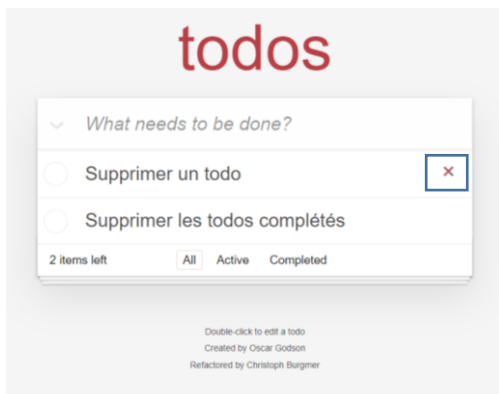 todos
What needs to be done?
Supprimer un todo ×
Supprimer les todos complétés
2 items left All Active Completed
Double-click to edit a todo
Created by Oscar Godson
Refactored by Christoph Burgmer